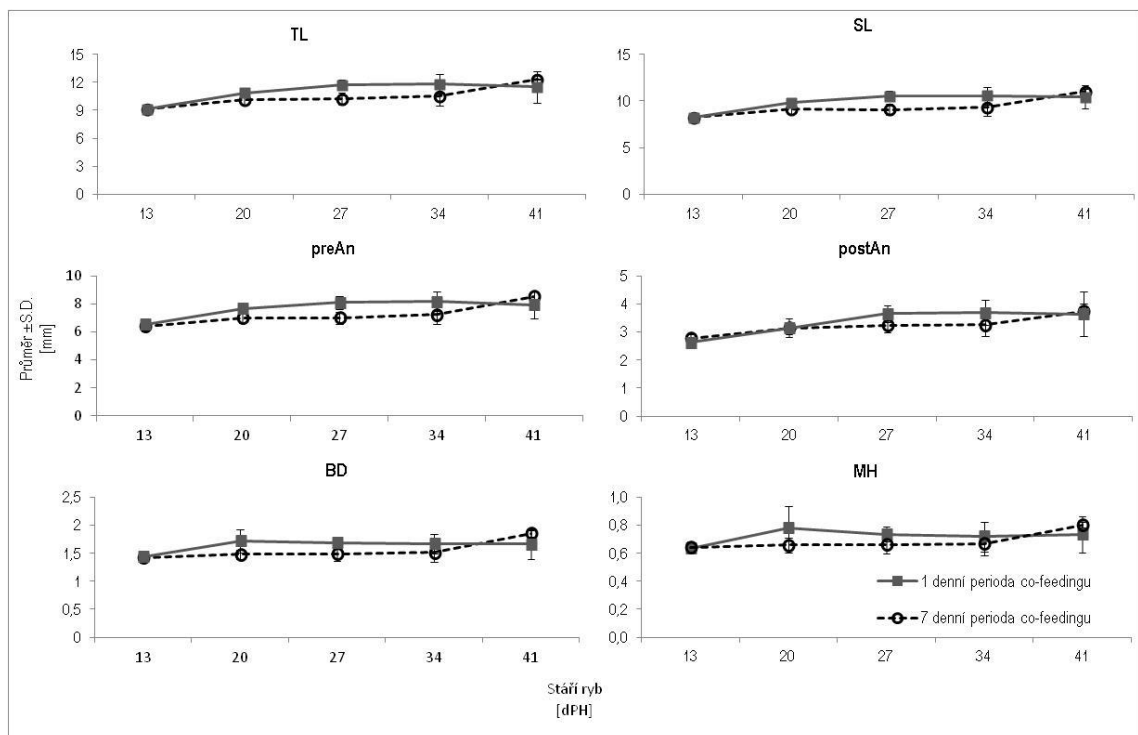 TL
15
12
9
6
3
0
13 20 27 34 41
SL
15
10
5
0
13 20 27 34 41
Průměr ±S.D.
[mm]
preAn
10
8
6
4
2
0
13 20 27 34 41
postAn
5
4
3
2
1
0
13 20 27 34 41
BD
2,5
2
1,5
1
0,5
0
13 20 27 34 41
MH
1,0
0,8
0,6
0,4
0,2
0,0
13 20 27 34 41
1 denní perioda co-feedingu
7 denní perioda co-feedingu
Stáří ryb
[dPH]